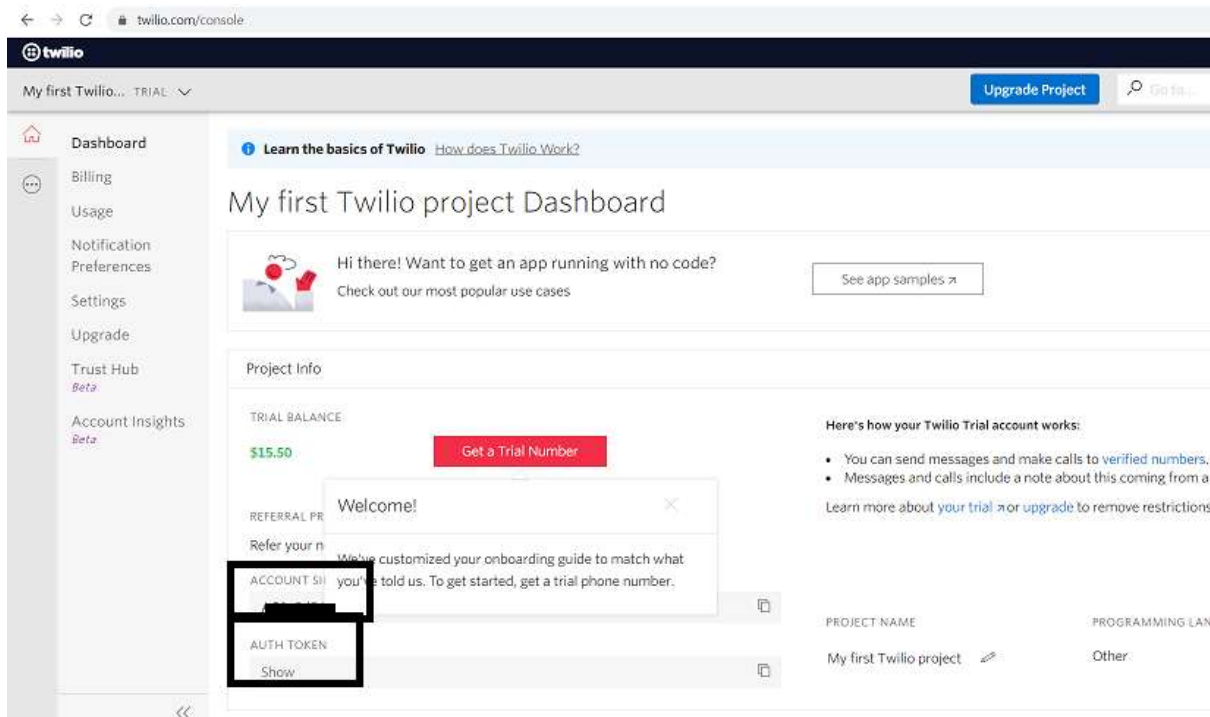 twilio.com/console
twilio
My first Twilio... TRIAL
Upgrade Project
Go to...
Dashboard
Billing
Usage
Notification
Preferences
Settings
Upgrade
Trust Hub
Beta
Account Insights
Beta
Learn the basics of Twilio How does Twilio Work?
My first Twilio project Dashboard
Hi there! Want to get an app running with no code?
Check out our most popular use cases
See app samples
Project Info
TRIAL BALANCE
$15.50
Get a Trial Number
Welcome!
We've customized your onboarding guide to match what
you've told us. To get started, get a trial phone number.
REFERRAL PR
Refer your n
ACCOUNT SI
AUTH TOKEN
Show
Here's how your Twilio Trial account works:
• You can send messages and make calls to verified numbers.
• Messages and calls include a note about this coming from a
Learn more about your trial or upgrade to remove restrictions
PROJECT NAME
My first Twilio project
PROGRAMMING LAN
Other